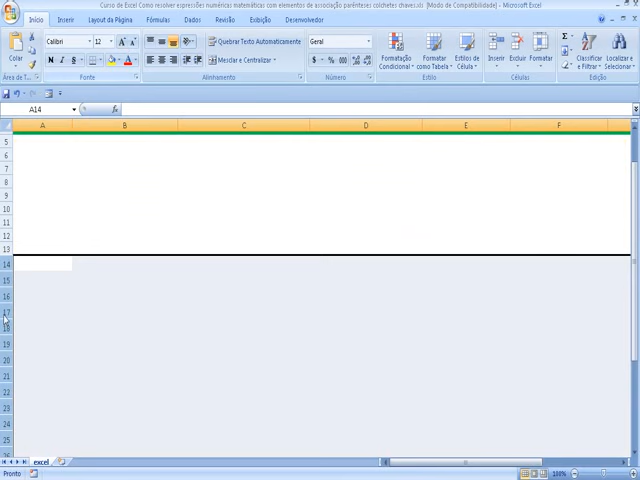 Curso de Excel Como resolver expressões numéricas matemáticas com elementos de associação parênteses colchetes chaves.xls [Modo de Compatibilidade] - Microsoft Excel
Início Inserir Layout da Página Fórmulas Dados Revisão Exibição Desenvolvedor
Calibri 12 A A Quebrar Texto Automaticamente Geral
Colar N I S A Mesclar e Centralizar $ % 000 Formatação Condicional Formatar como Tabela Estilos de Célula Inserir Excluir Formatar Σ Classificar e Filtrar Localizar e Selecionar
Área de T... Fonte Alinhamento Número Estilo Células Edição
A14 fx
A B C D E F
5
6
7
8
9
10
11
12
13
14
15
16
17
18
19
20
21
22
23
24
25
26
excel
Pronto 100%